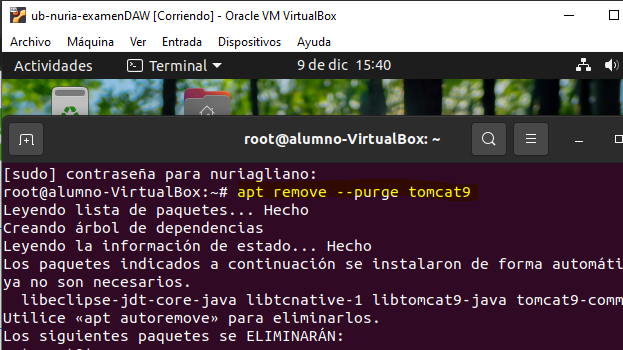 ub-nuria-examenDAW [Corriendo] - Oracle VM VirtualBox
Archivo Máquina Ver Entrada Dispositivos Ayuda
Actividades Terminal 9 de dic 15:40
root@alumno-VirtualBox: ~
[sudo] contraseña para nuriagliano:
root@alumno-VirtualBox:~# apt remove --purge tomcat9
Leyendo lista de paquetes... Hecho
Creando árbol de dependencias
Leyendo la información de estado... Hecho
Los paquetes indicados a continuación se instalaron de forma automáti
ya no son necesarios.
libeclipse-jdt-core-java libtcnative-1 libtomcat9-java tomcat9-comm
Utilice «apt autoremove» para eliminarlos.
Los siguientes paquetes se ELIMINARÁN: